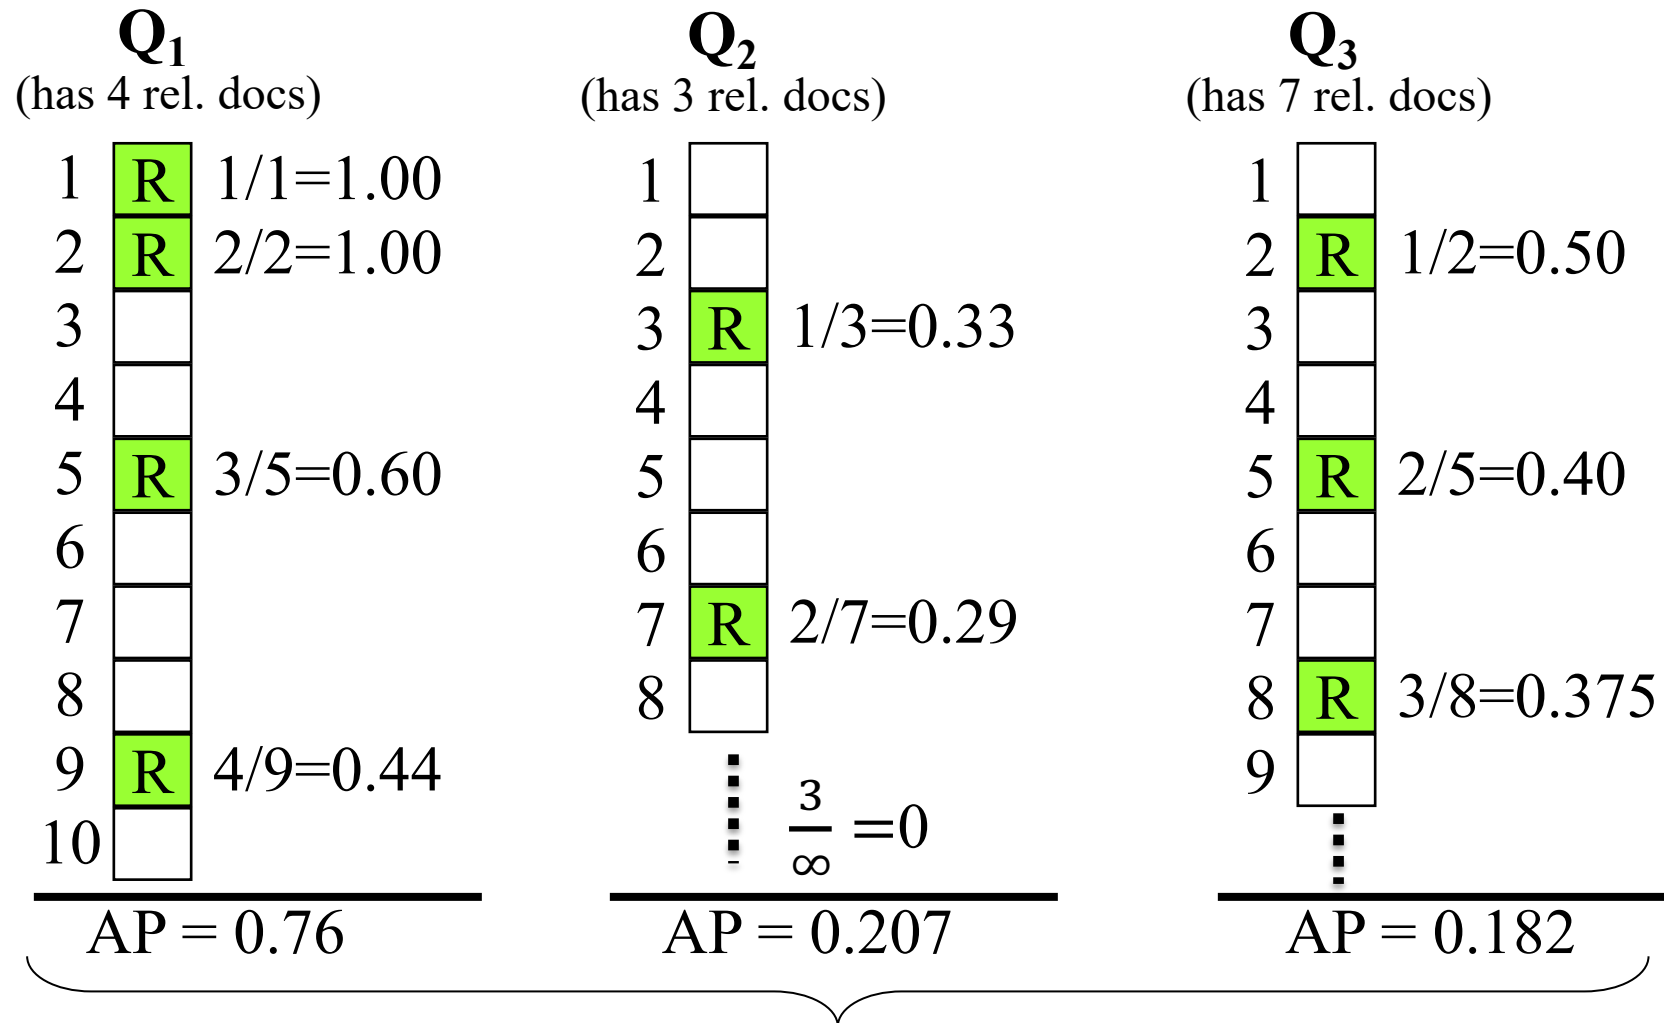 Q₁
(has 4 rel. docs)
1 R 1/1=1.00
2 R 2/2=1.00
3
4
5 R 3/5=0.60
6
7
8
9 R 4/9=0.44
10
AP = 0.76
Q₂
(has 3 rel. docs)
1
2
3 R 1/3=0.33
4
5
6
7 R 2/7=0.29
8
3/∞ =0
AP = 0.207
Q₃
(has 7 rel. docs)
1
2 R 1/2=0.50
3
4
5 R 2/5=0.40
6
7
8 R 3/8=0.375
9
AP = 0.182